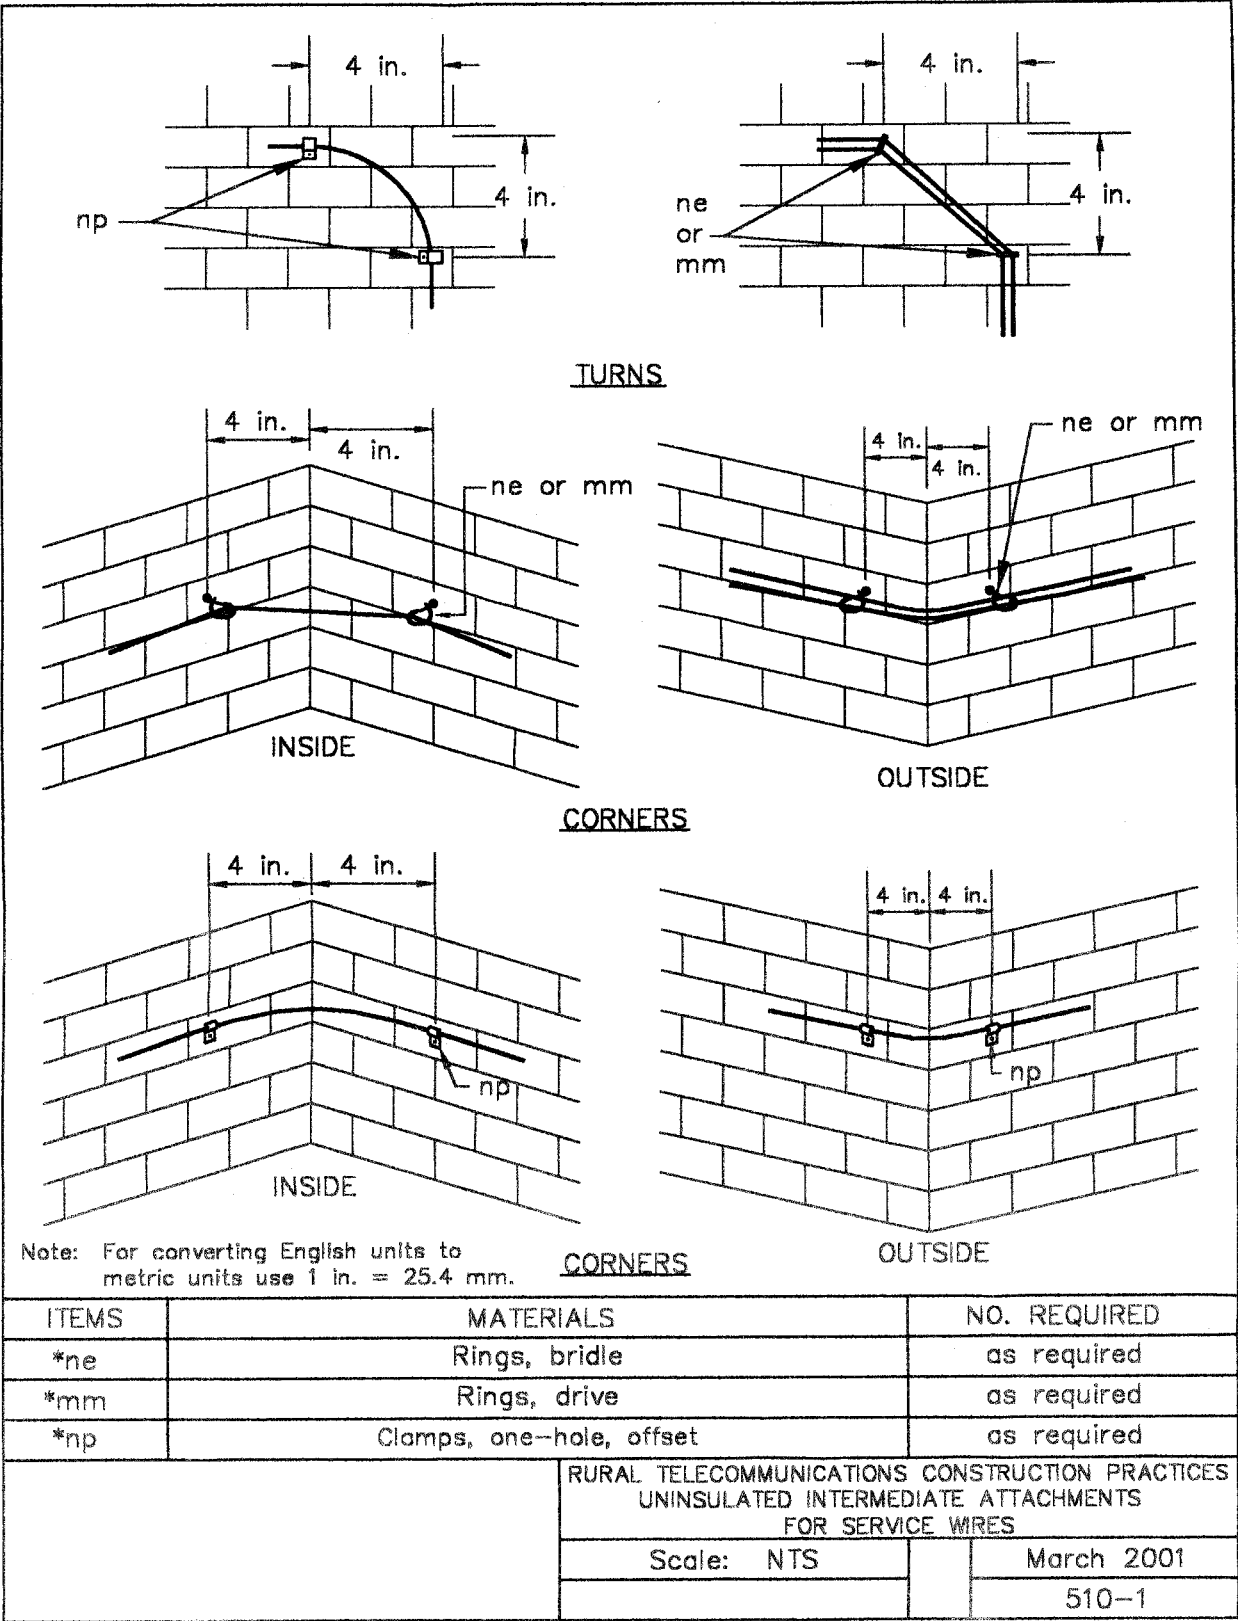 4 in.
4 in.
4 in.
4 in.
np
ne
or
mm
TURNS
4 in.
4 in.
ne or mm
4 in.
4 in.
ne or mm
INSIDE
OUTSIDE
CORNERS
4 in.
4 in.
4 in.
4 in.
np
np
INSIDE
OUTSIDE
Note: For converting English units to
metric units use 1 in. = 25.4 mm.
CORNERS
ITEMS MATERIALS NO. REQUIRED
*ne Rings, bridle as required
*mm Rings, drive as required
*np Clamps, one-hole, offset as required
RURAL TELECOMMUNICATIONS CONSTRUCTION PRACTICES
UNINSULATED INTERMEDIATE ATTACHMENTS
FOR SERVICE WIRES
Scale: NTS March 2001
510-1